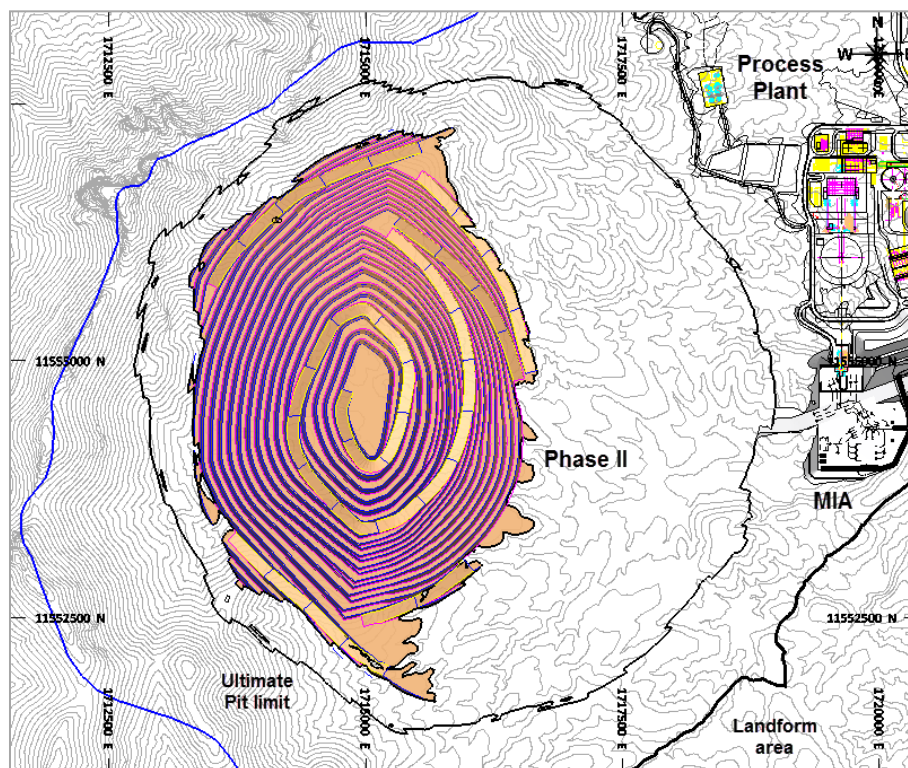 1712500 E
1715000 E
1717500 E
N
W
Process
Plant
11555000 N
Phase II
MIA
11552500 N
Ultimate
Pit limit
Landform
area
1712500 E
1715000 E
1717500 E
1720000 E